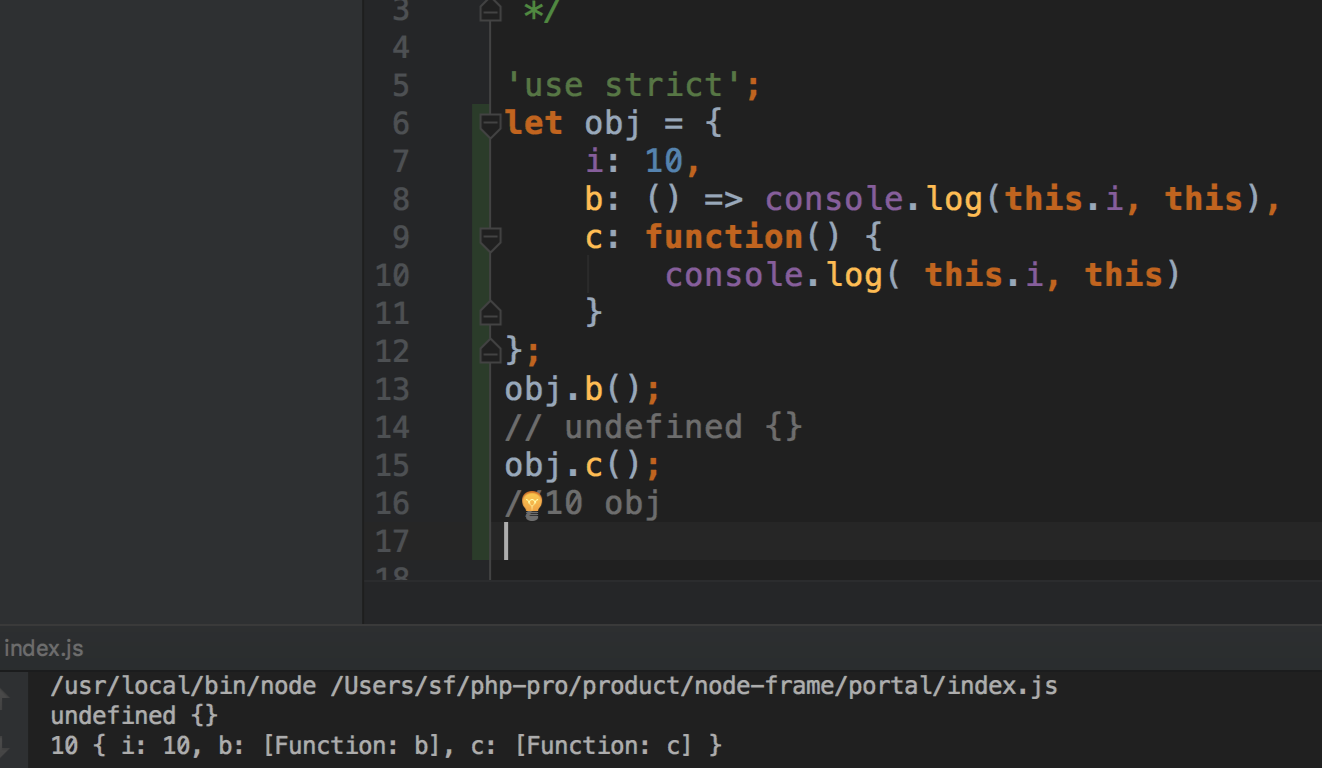 3 */
4
5 'use strict';
6 let obj = {
7 i: 10,
8 b: () => console.log(this.i, this),
9 c: function() {
10 console.log( this.i, this)
11 }
12 };
13 obj.b();
14 // undefined {}
15 obj.c();
16 //10 obj
17
18
index.js
/usr/local/bin/node /Users/sf/php-pro/product/node-frame/portal/index.js
undefined {}
10 { i: 10, b: [Function: b], c: [Function: c] }